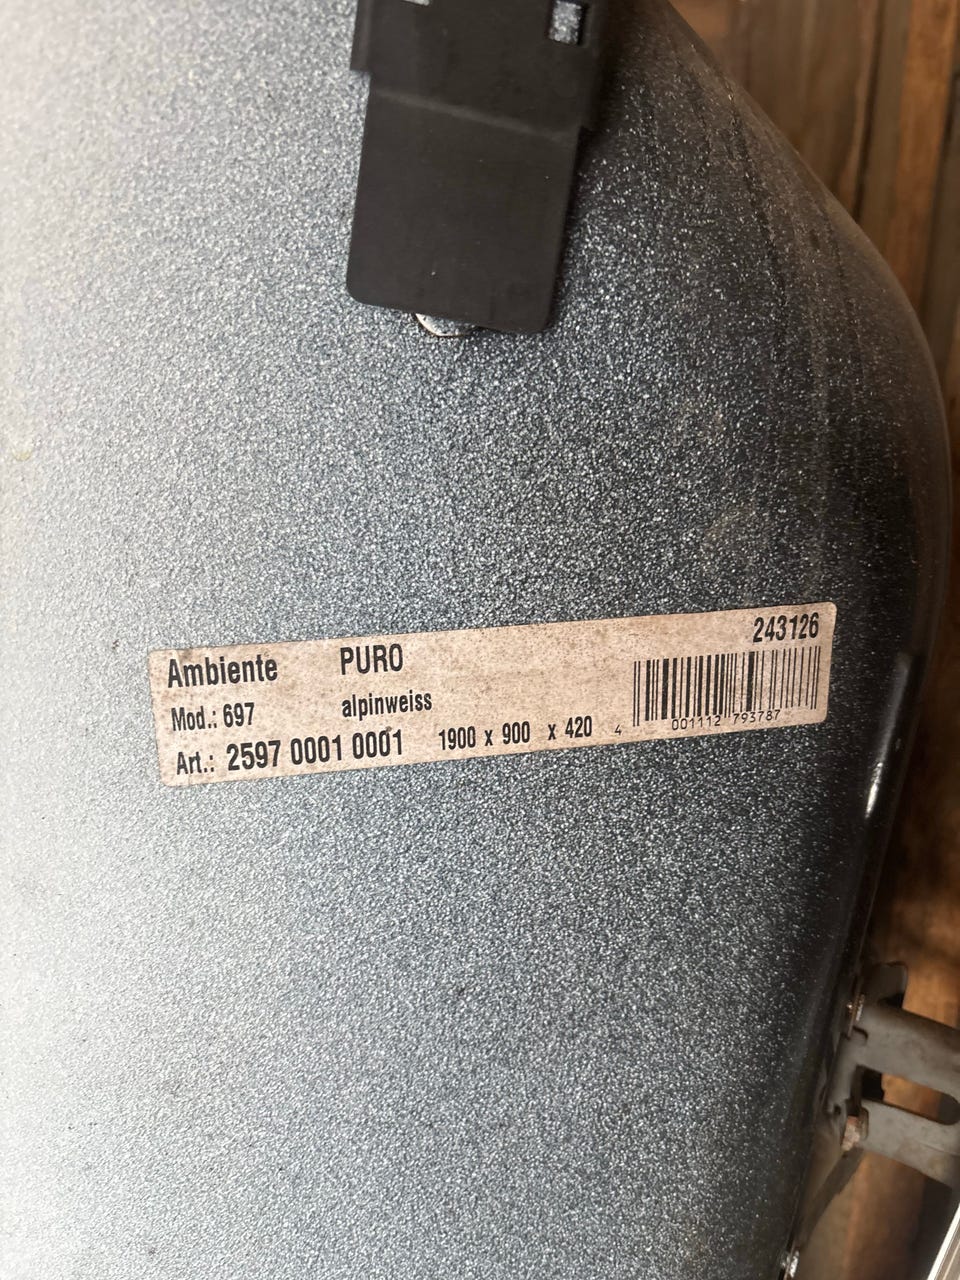 Ambiente PURO 243126
Mod.: 697 alpinweiss
Art.: 2597 0001 0001 1900 x 900 x 420
4 001112 793787